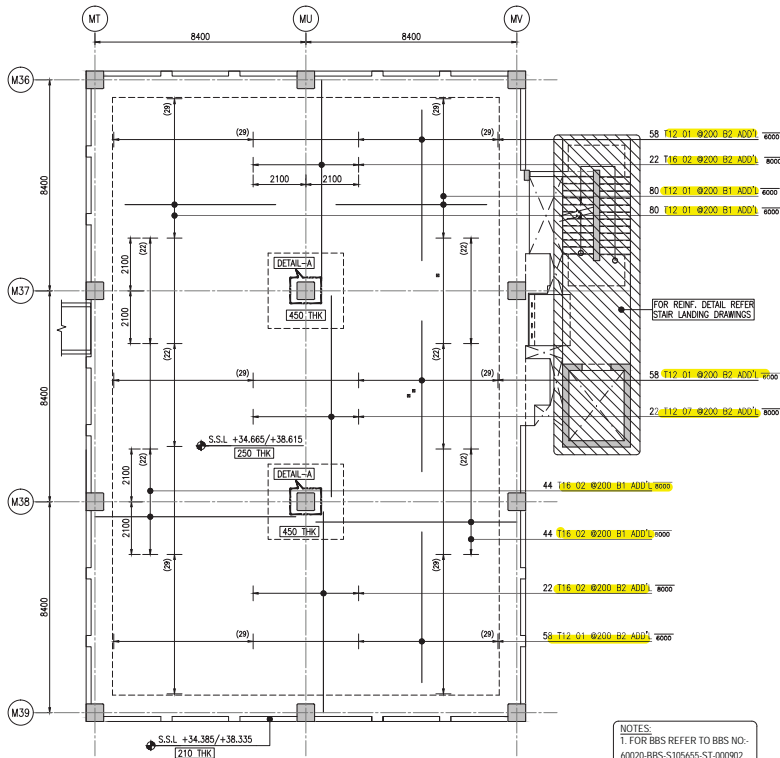 MT
MU
MV
8400
8400
M36
M37
M38
M39
8400
8400
8400
(29)
(29)
(29)
(29)
2100
2100
58 T12 01 @200 B2 ADD'L 6000
22 T16 02 @200 B2 ADD'L 8000
80 T12 01 @200 B1 ADD'L 6000
80 T12 01 @200 B1 ADD'L 6000
2100
2100
(22)
(22)
DETAIL-A
450 THK
FOR REINF. DETAIL REFER
STAIR LANDING DRAWINGS
(22)
(22)
(29)
(29)
58 T12 01 @200 B2 ADD'L 6000
22 T12 07 @200 B2 ADD'L 8000
S.S.L +34.665/+38.615
250 THK
2100
2100
(22)
(22)
DETAIL-A
450 THK
44 T16 02 @200 B1 ADD'L 8000
44 T16 02 @200 B1 ADD'L 8000
(29)
(29)
22 T16 02 @200 B2 ADD'L 8000
(29)
(29)
58 T12 01 @200 B2 ADD'L 6000
S.S.L +34.385/+38.335
210 THK
NOTES:
1. FOR BBS REFER TO BBS NO:-
60020-BBS-S105655-ST-000902